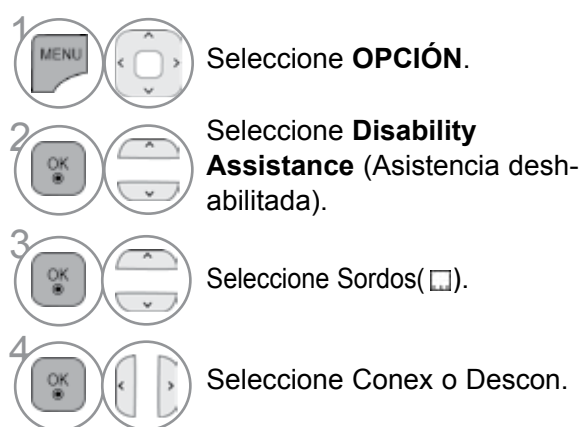 1
MENU
Seleccione OPCIÓN.
2
OK
Seleccione Disability
Assistance (Asistencia desh-
abilitada).
3
OK
Seleccione Sordos( ).
4
OK
Seleccione Conex o Descon.